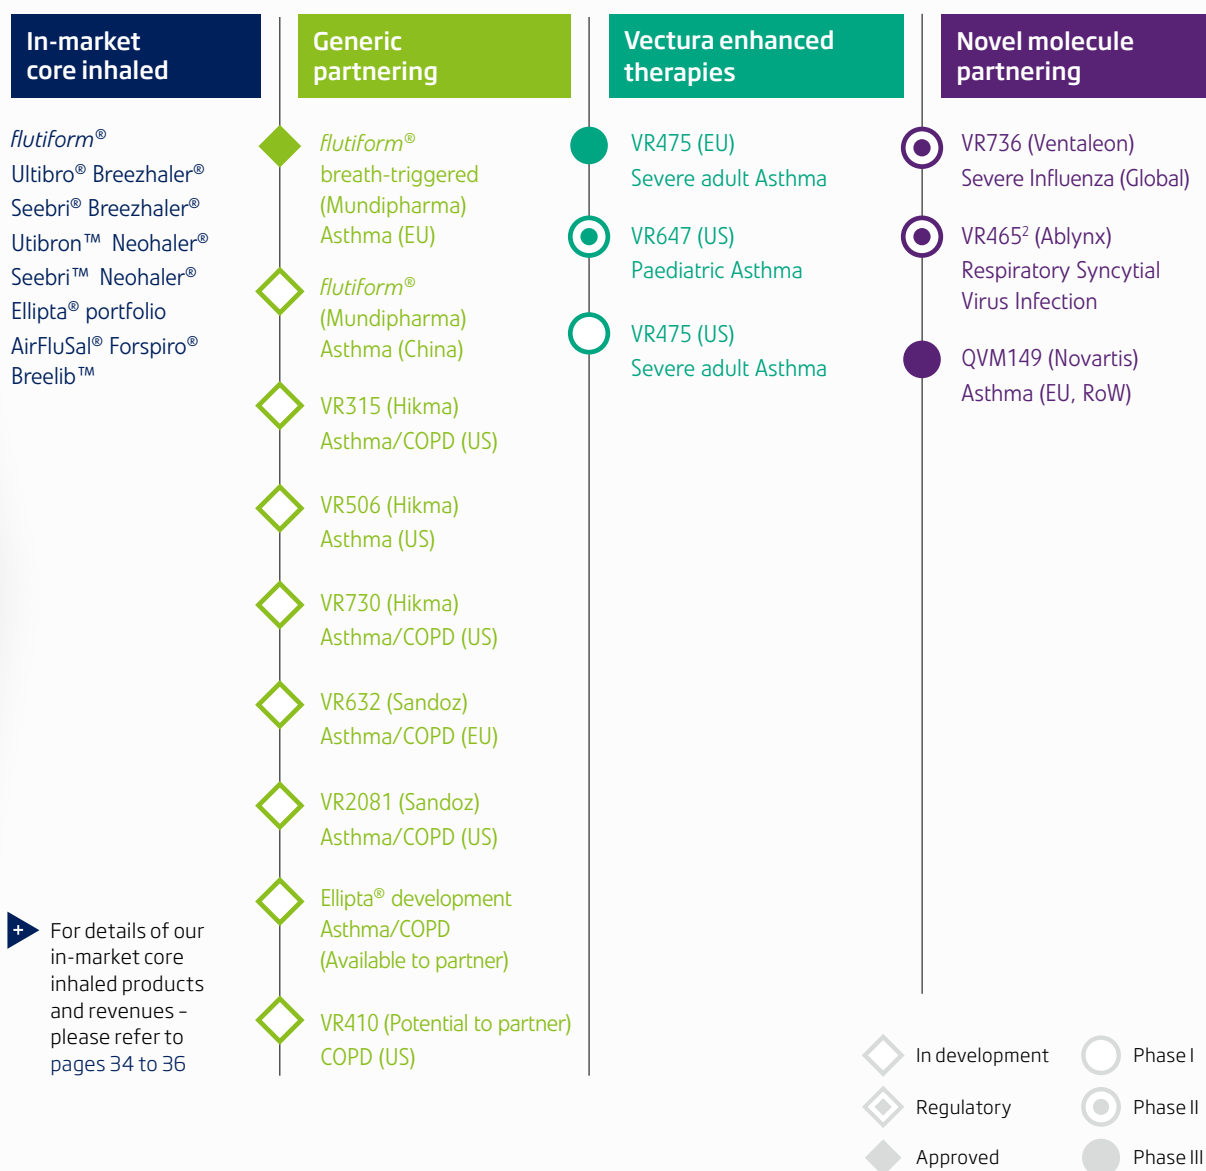 In-market
core inhaled
flutiform®
Ultibro® Breezhaler®
Seebri® Breezhaler®
Utibron™ Neohaler®
Seebri™ Neohaler®
Ellipta® portfolio
AirFluSal® Forspiro®
Breelib™
+
For details of our
in-market core
inhaled products
and revenues –
please refer to
pages 34 to 36
Generic
partnering
flutiform®
breath-triggered
(Mundipharma)
Asthma (EU)
flutiform®
(Mundipharma)
Asthma (China)
VR315 (Hikma)
Asthma/COPD (US)
VR506 (Hikma)
Asthma (US)
VR730 (Hikma)
Asthma/COPD (US)
VR632 (Sandoz)
Asthma/COPD (EU)
VR2081 (Sandoz)
Asthma/COPD (US)
Ellipta® development
Asthma/COPD
(Available to partner)
VR410 (Potential to partner)
COPD (US)
Vectura enhanced
therapies
VR475 (EU)
Severe adult Asthma
VR647 (US)
Paediatric Asthma
VR475 (US)
Severe adult Asthma
Novel molecule
partnering
VR736 (Ventaleon)
Severe Influenza (Global)
VR465² (Ablynx)
Respiratory Syncytial
Virus Infection
QVM149 (Novartis)
Asthma (EU, RoW)
In development
Regulatory
Approved
Phase I
Phase II
Phase III